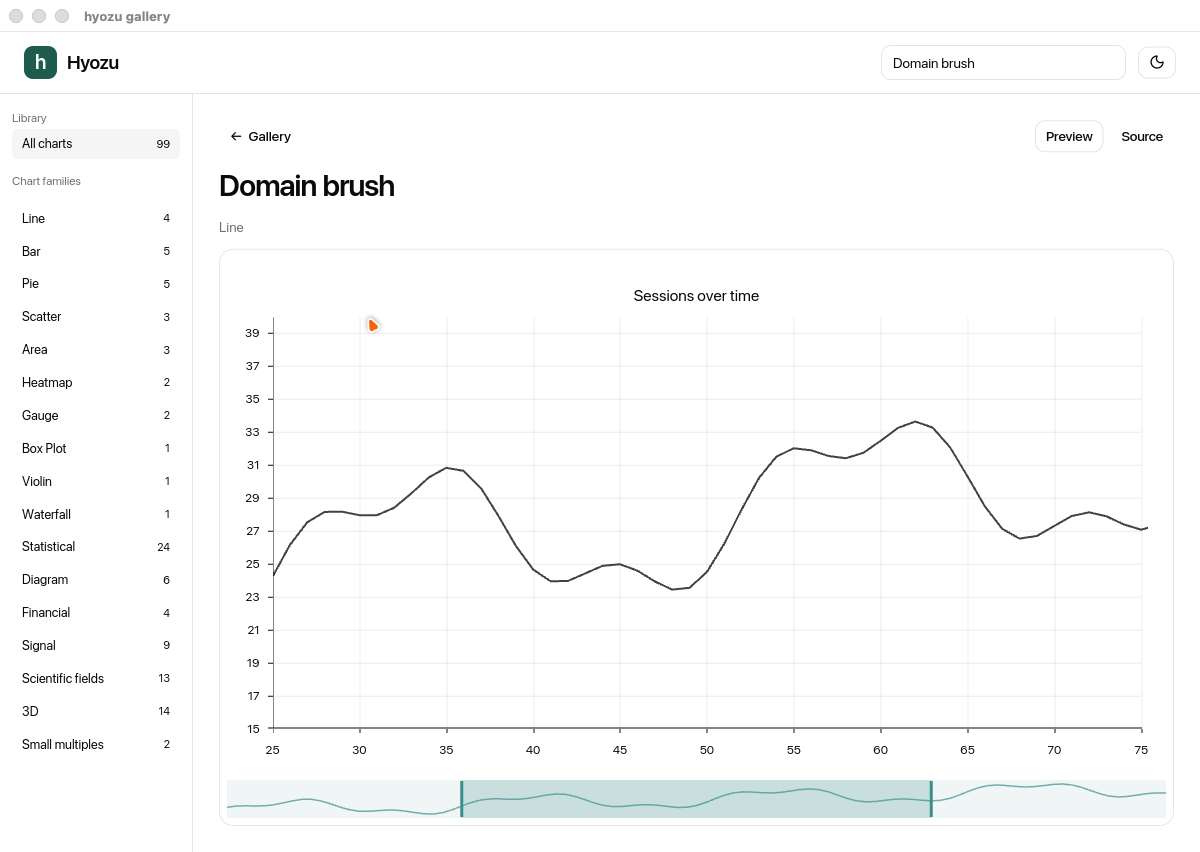 hyozu gallery
h Hyozu
Domain brush
Library
All charts 99
Chart families
Line 4
Bar 5
Pie 5
Scatter 3
Area 3
Heatmap 2
Gauge 2
Box Plot 1
Violin 1
Waterfall 1
Statistical 24
Diagram 6
Financial 4
Signal 9
Scientific fields 13
3D 14
Small multiples 2
← Gallery
Preview Source
Domain brush
Line
Sessions over time
39
37
35
33
31
29
27
25
23
21
19
17
15
25 30 35 40 45 50 55 60 65 70 75